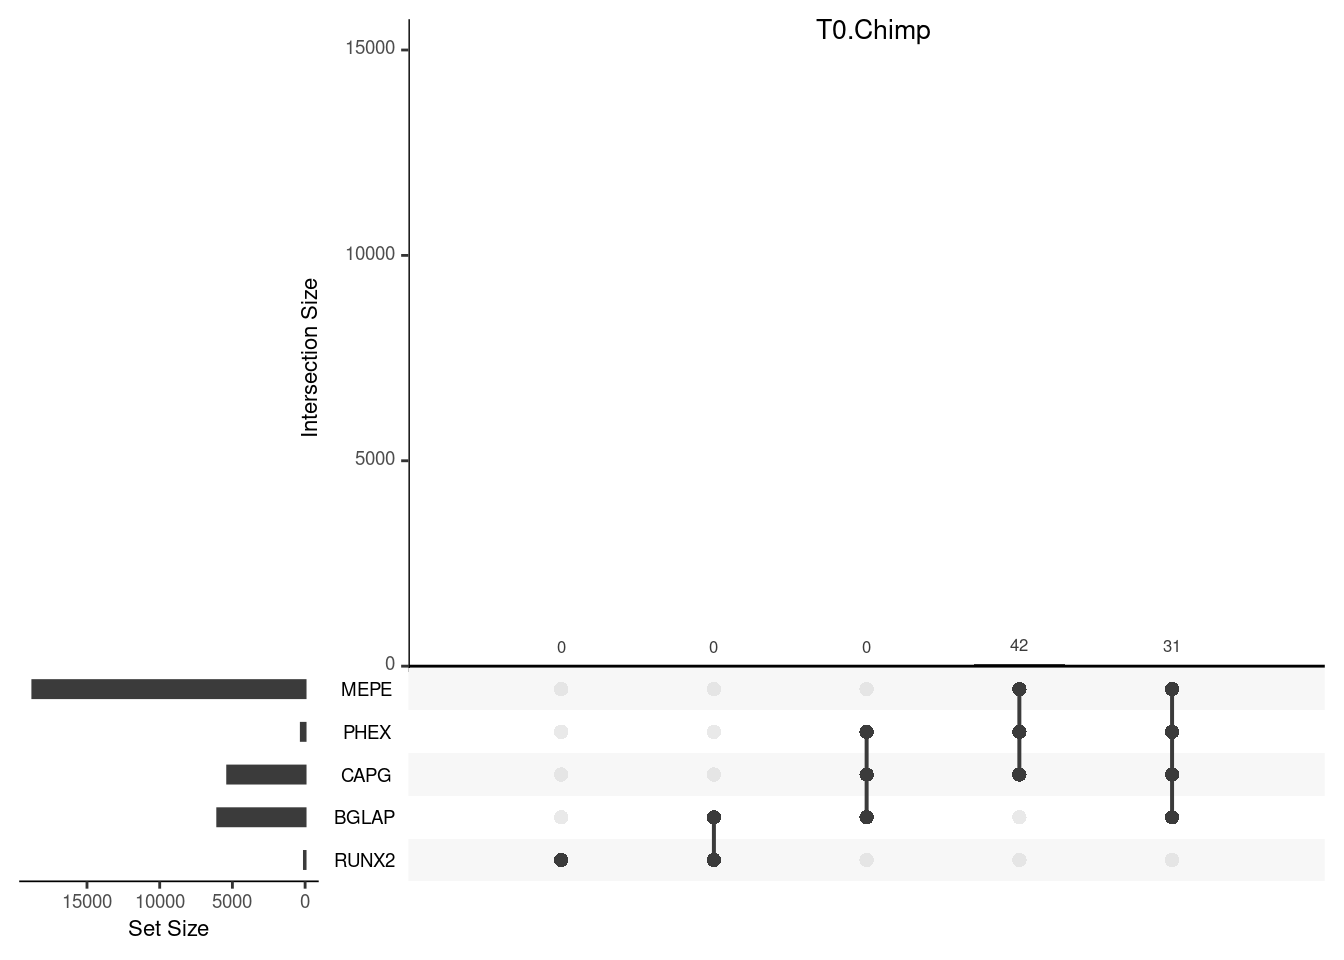 T0.Chimp
15000
10000
5000
0
Intersection Size
0 0 0 42 31
MEPE
PHEX
CAPG
BGLAP
RUNX2
15000 10000 5000 0
Set Size